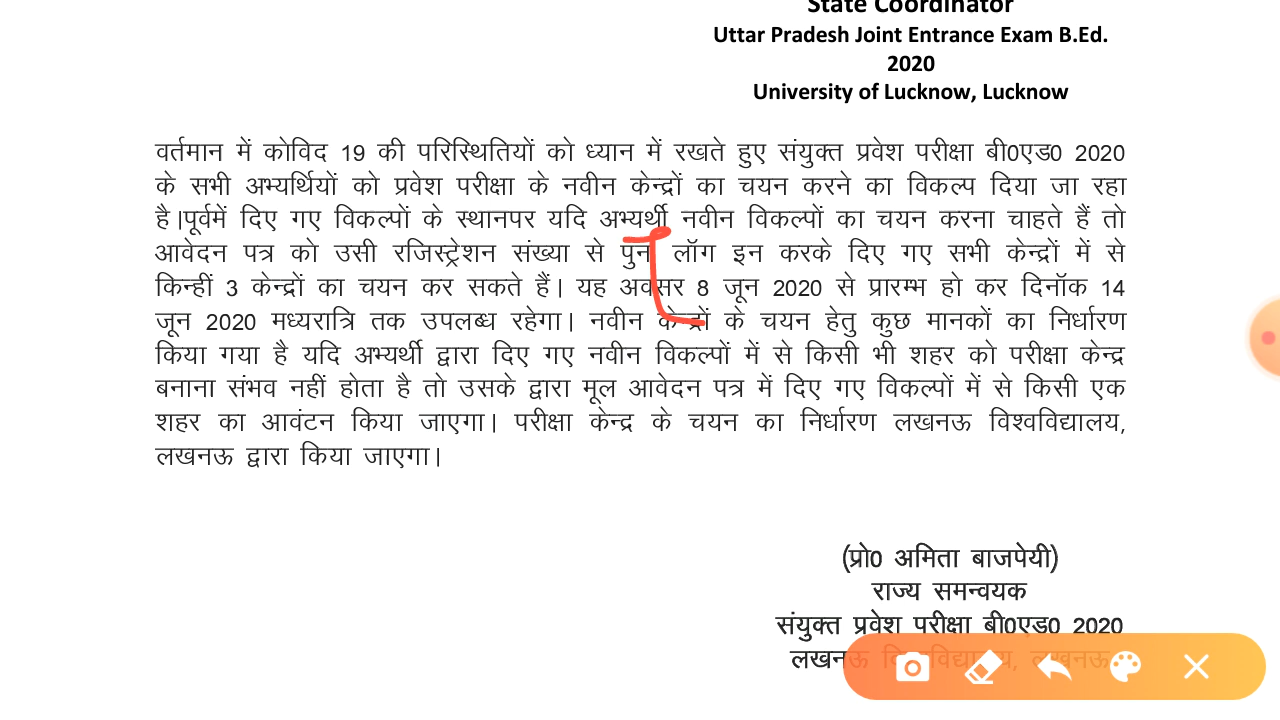 State Coordinator
Uttar Pradesh Joint Entrance Exam B.Ed.
2020
University of Lucknow, Lucknow
वर्तमान में कोविद 19 की परिस्थितियों को ध्यान में रखते हुए संयुक्त प्रवेश परीक्षा बी0एड0 2020
के सभी अभ्यर्थियों को प्रवेश परीक्षा के नवीन केन्द्रों का चयन करने का विकल्प दिया जा रहा
है।पूर्वमें दिए गए विकल्पों के स्थानपर यदि अभ्यर्थी नवीन विकल्पों का चयन करना चाहते हैं तो
आवेदन पत्र को उसी रजिस्ट्रेशन संख्या से पुनः लॉग इन करके दिए गए सभी केन्द्रों में से
किन्हीं 3 केन्द्रों का चयन कर सकते हैं। यह अवसर 8 जून 2020 से प्रारम्भ हो कर दिनॉक 14
जून 2020 मध्यरात्रि तक उपलब्ध रहेगा। नवीन केन्द्रों के चयन हेतु कुछ मानकों का निर्धारण
किया गया है यदि अभ्यर्थी द्वारा दिए गए नवीन विकल्पों में से किसी भी शहर को परीक्षा केन्द्र
बनाना संभव नहीं होता है तो उसके द्वारा मूल आवेदन पत्र में दिए गए विकल्पों में से किसी एक
शहर का आवंटन किया जाएगा। परीक्षा केन्द्र के चयन का निर्धारण लखनऊ विश्वविद्यालय,
लखनऊ द्वारा किया जाएगा।
(प्रो0 अमिता बाजपेयी)
राज्य समन्वयक
संयुक्त प्रवेश परीक्षा बी0एड0 2020
लखनऊ विश्वविद्यालय, लखनऊ